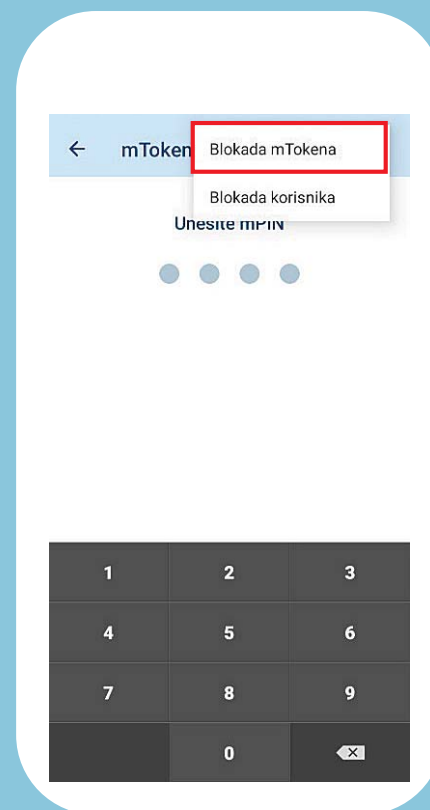 mToken
Blokada mTokena
Blokada korisnika
Unesite mPIN
1 2 3
4 5 6
7 8 9
0